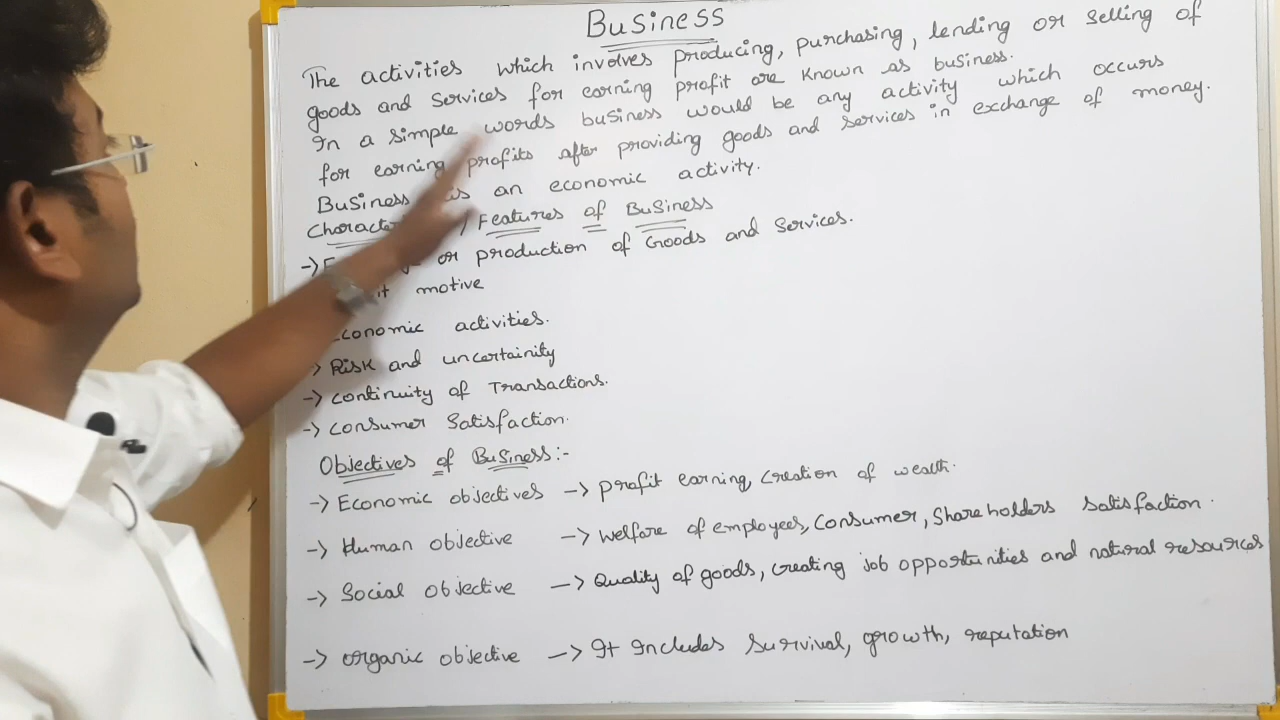 Business
The activities which involves producing, purchasing, lending or selling of
goods and services for earning profit are known as business.
In a simple words business would be any activity which occurs
for earning profits after providing goods and services in exchange of money.
Business is an economic activity.
/ Features of Business
-> or production of Goods and Services.
motive
Economic activities.
-> Risk and uncertainity
-> Continuity of Transactions.
-> Consumer Satisfaction.
Objectives of Business:-
-> Economic objectives -> profit earning, creation of wealth.
-> Human objective -> Welfare of employees, Consumer, Shareholders Satisfaction.
-> Social objective -> Quality of goods, creating job opportunities and natural resources
-> organic objective -> It Includes Survival, growth, reputation